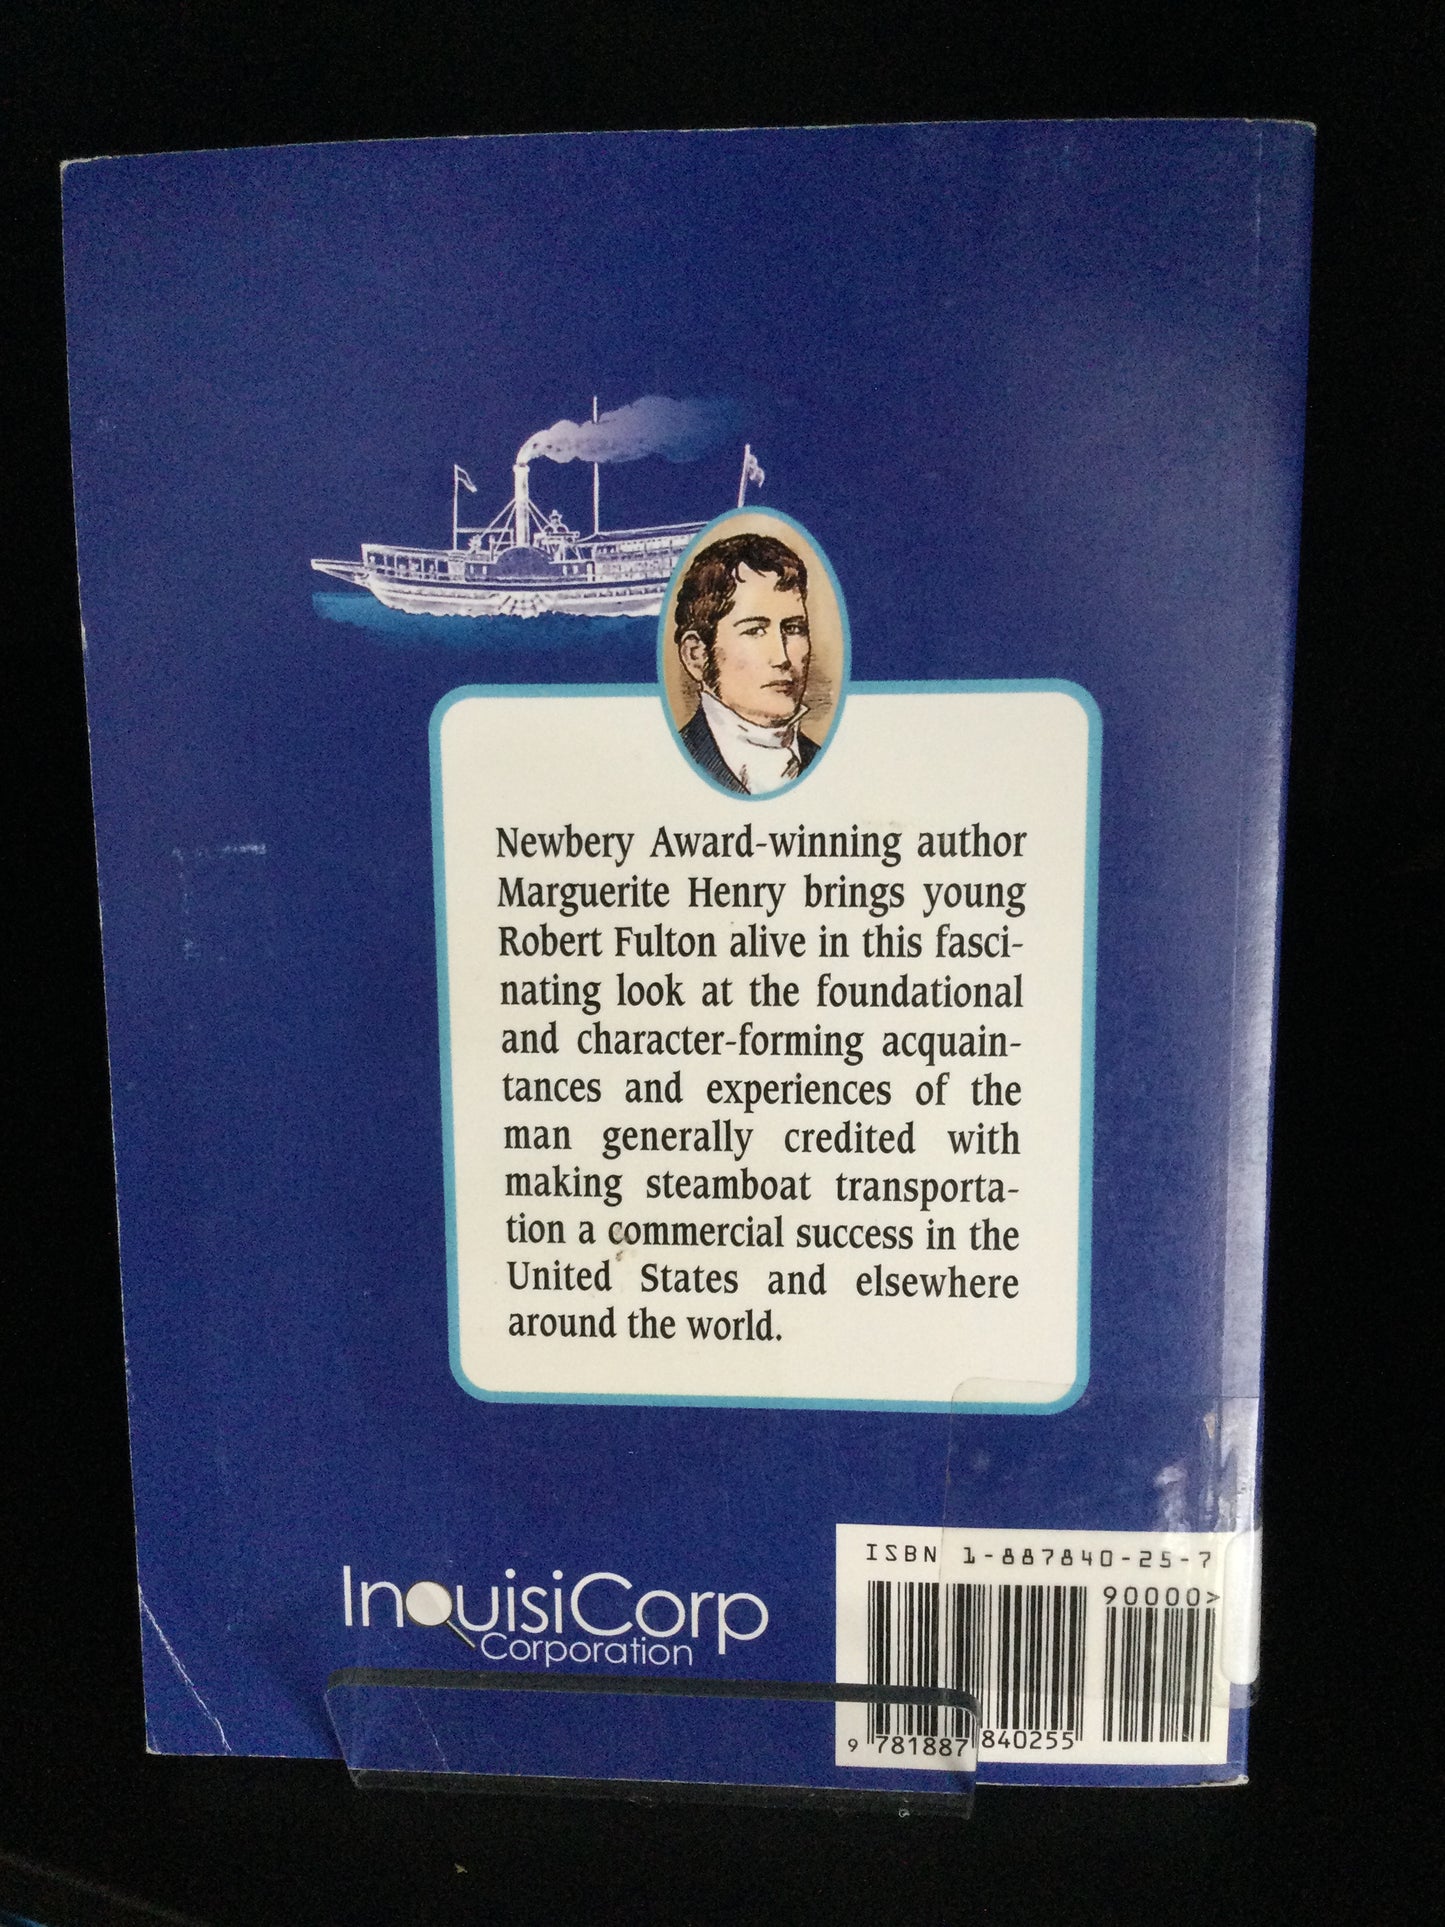 Newbery Award-winning author
Marguerite Henry brings young
Robert Fulton alive in this fasci-
nating look at the foundational
and character-forming acquain-
tances and experiences of the
man generally credited with
making steamboat transporta-
tion a commercial success in the
United States and elsewhere
around the world.
InquisiCorp
Corporation
ISBN 1-887840-25-7
90000>
9 781887 840255